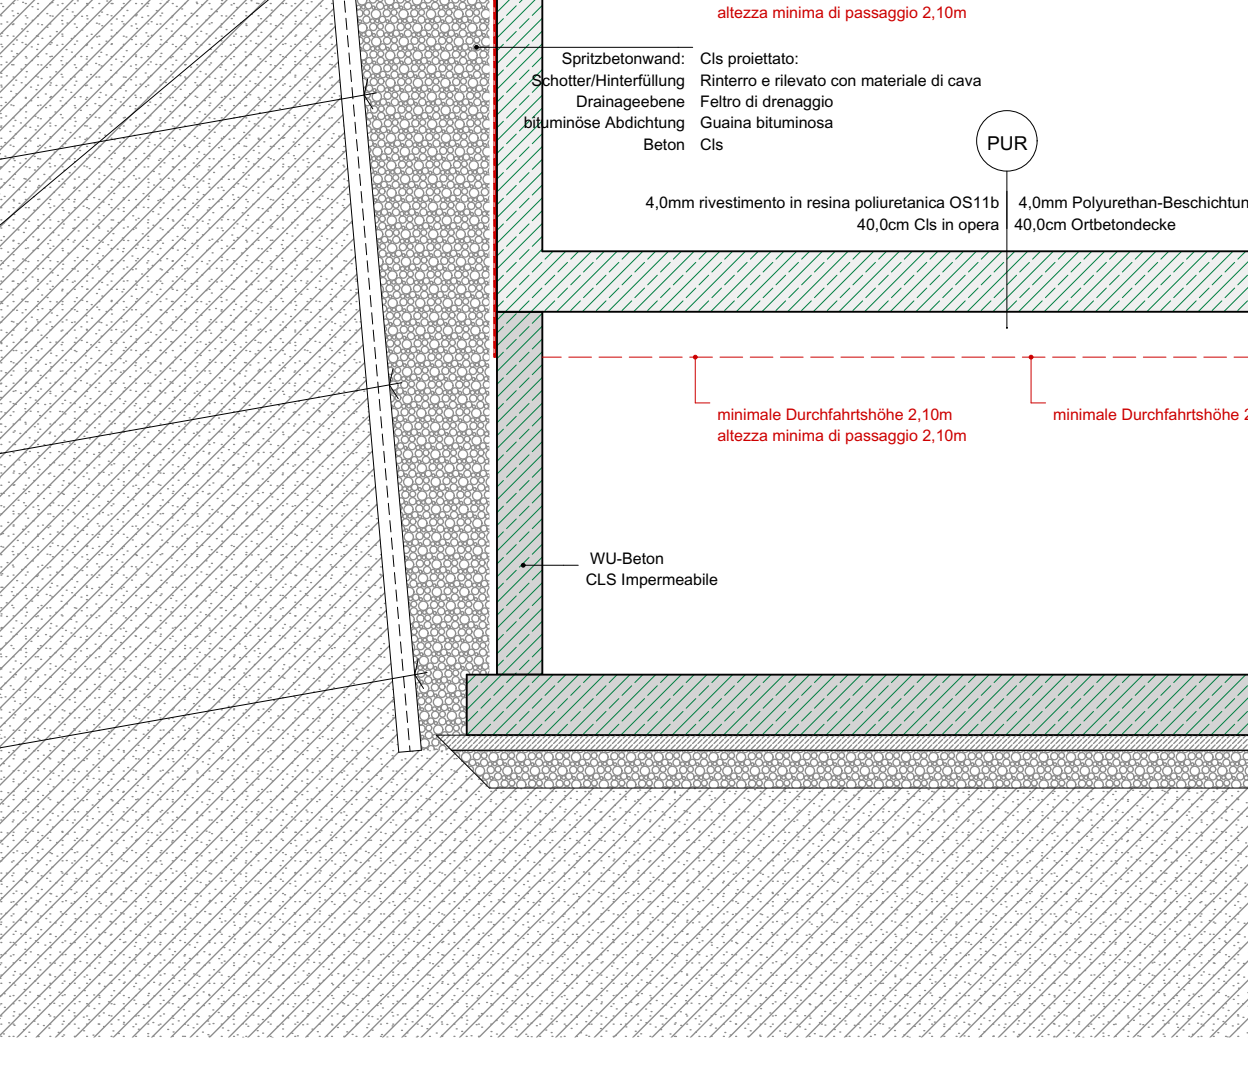 altezza minima di passaggio 2,10m
Spritzbetonwand: Cls proiettato:
Schotter/Hinterfüllung Rinterro e rilevato con materiale di cava
Drainageebene Feltro di drenaggio
bituminöse Abdichtung Guaina bituminosa
Beton Cls
PUR
4,0mm rivestimento in resina poliuretanica OS11b 4,0mm Polyurethan-Beschichtun
40,0cm Cls in opera 40,0cm Ortbetondecke
minimale Durchfahrtshöhe 2,10m
altezza minima di passaggio 2,10m
minimale Durchfahrtshöhe 2
WU-Beton
CLS Impermeabile